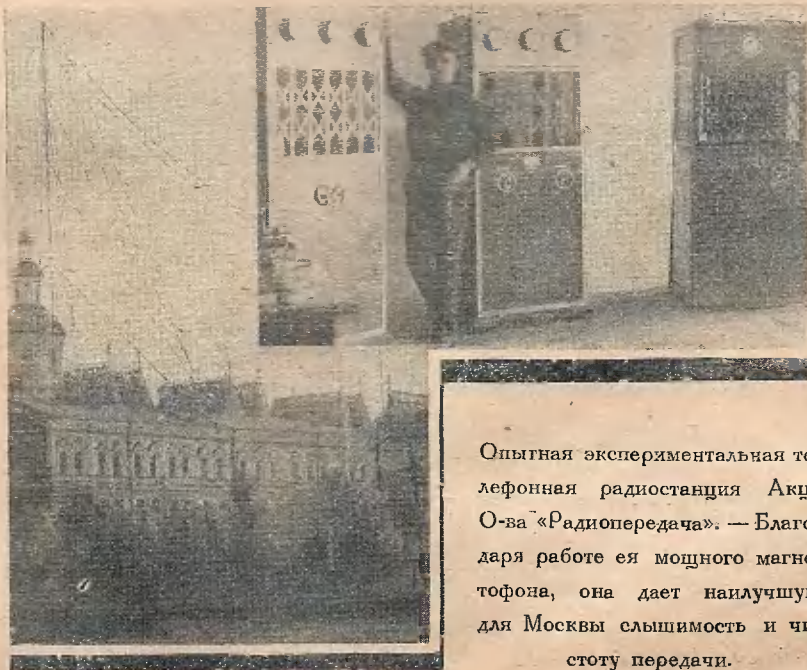 Опытная экспериментальная те
лефонная радиостанция Акц
О-ва «Радиопередача». — Благо
даря работе ея мощного магне
тофона, она дает наилучшую
для Москвы слышимость и чи
стоту передачи.